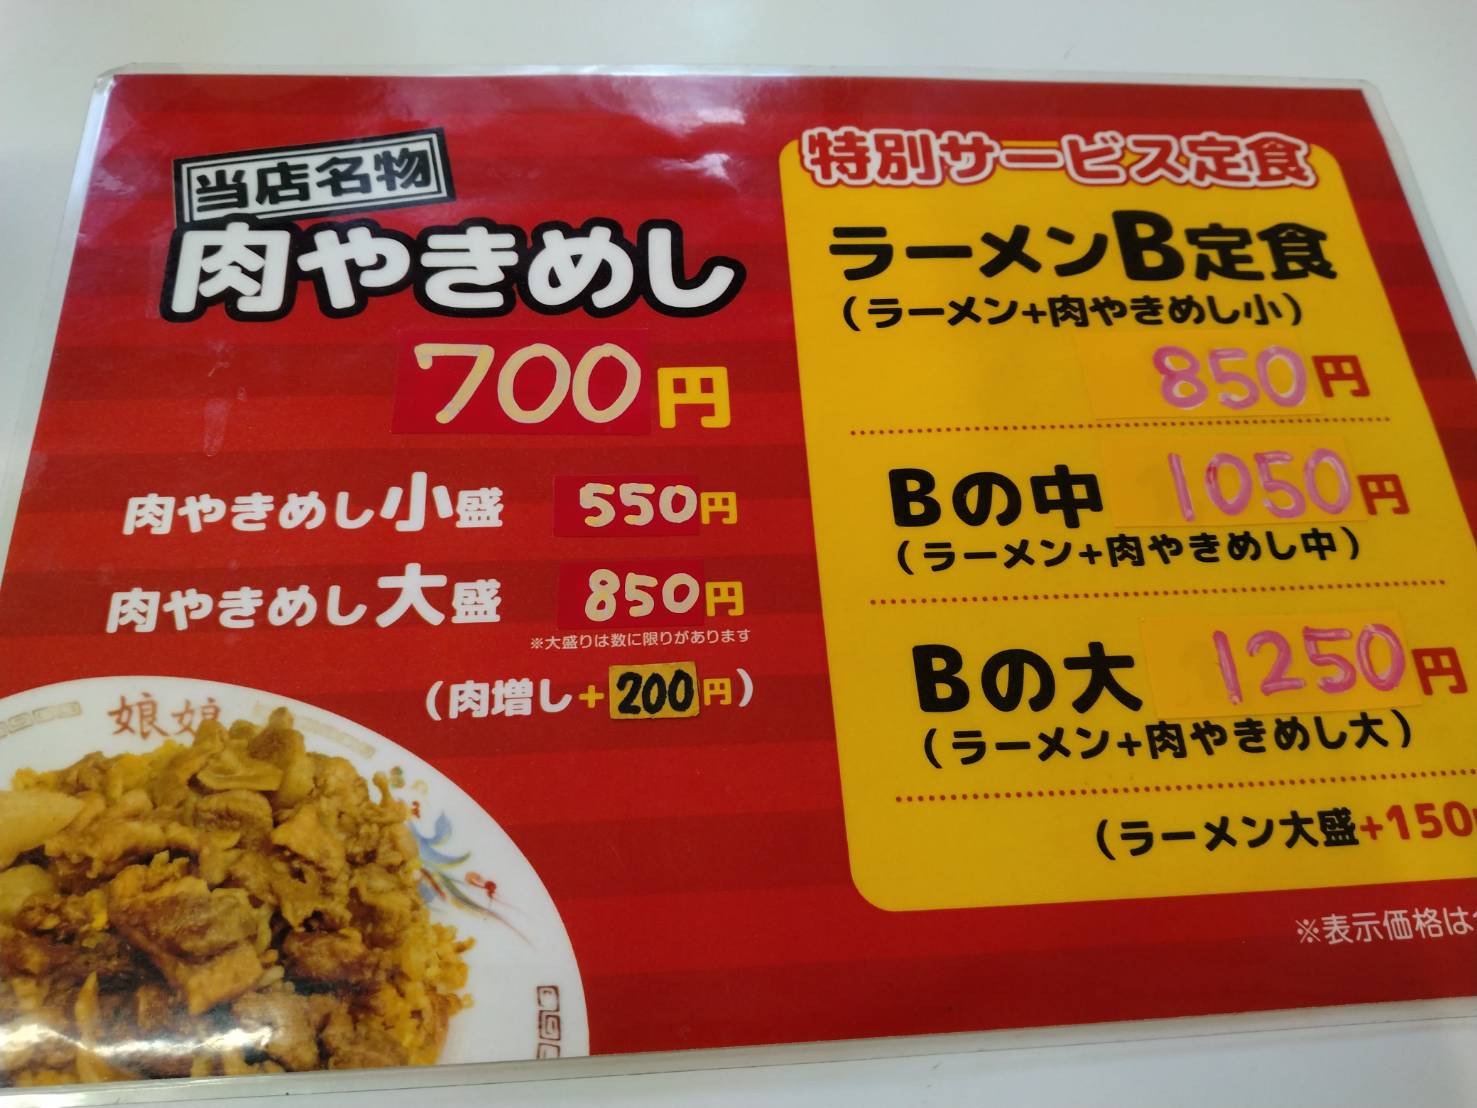 当店名物
肉やきめし
700円
肉やきめし小盛 550円
肉やきめし大盛 850円
※大盛りは数に限りがあります
(肉増し+200円)
娘娘
特別サービス定食
ラーメンB定食
(ラーメン+肉やきめし小)
850円
Bの中 1050円
(ラーメン+肉やきめし中)
Bの大 1250円
(ラーメン+肉やきめし大)
(ラーメン大盛+150
※表示価格は